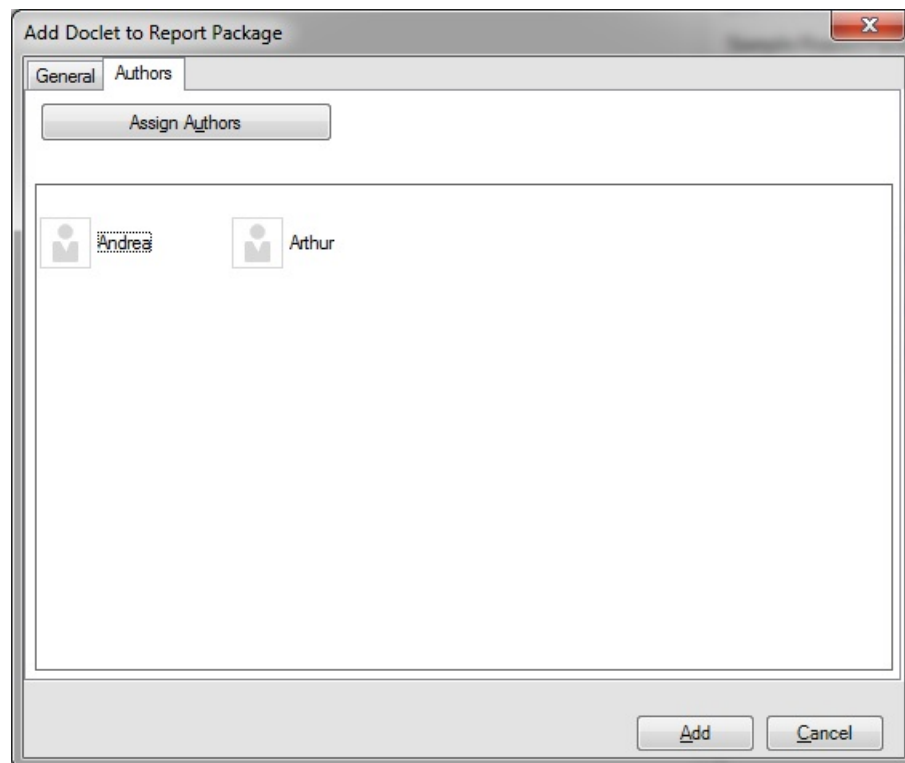 Add Doclet to Report Package
General Authors
Assign Authors
Andrea Arthur
Add Cancel